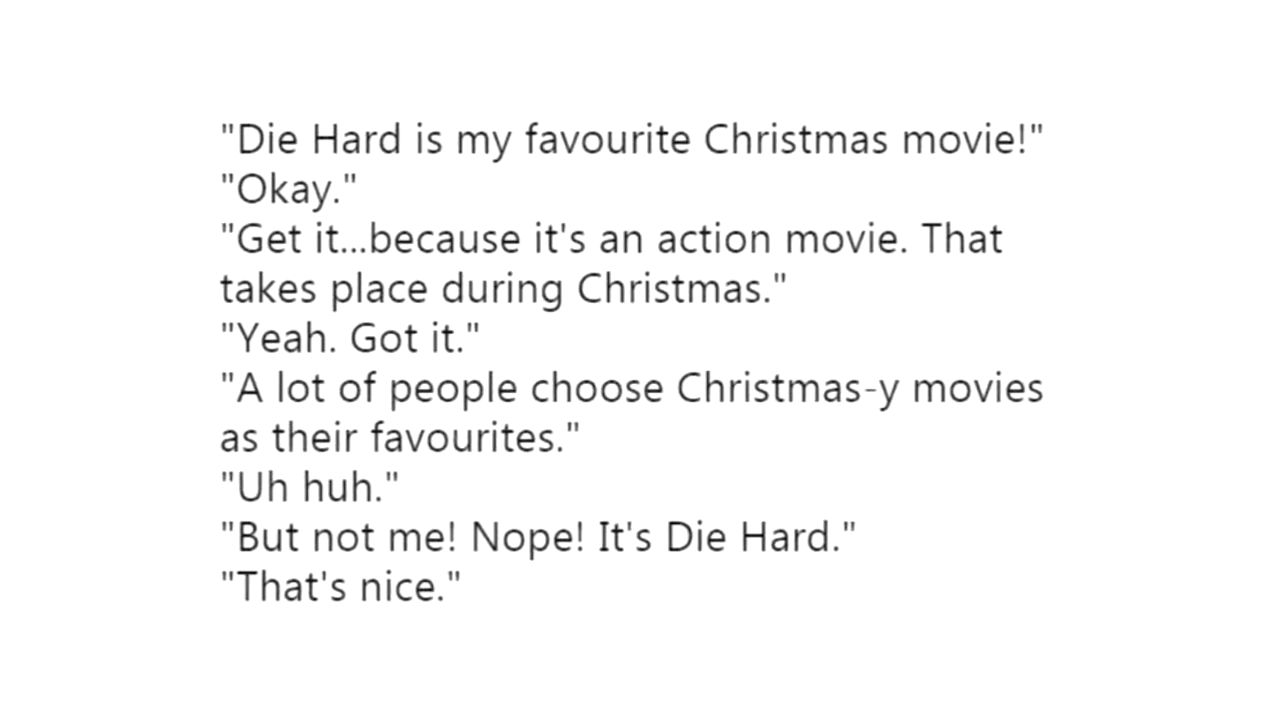 "Die Hard is my favourite Christmas movie!"
"Okay."
"Get it...because it's an action movie. That
takes place during Christmas."
"Yeah. Got it."
"A lot of people choose Christmas-y movies
as their favourites."
"Uh huh."
"But not me! Nope! It's Die Hard."
"That's nice."